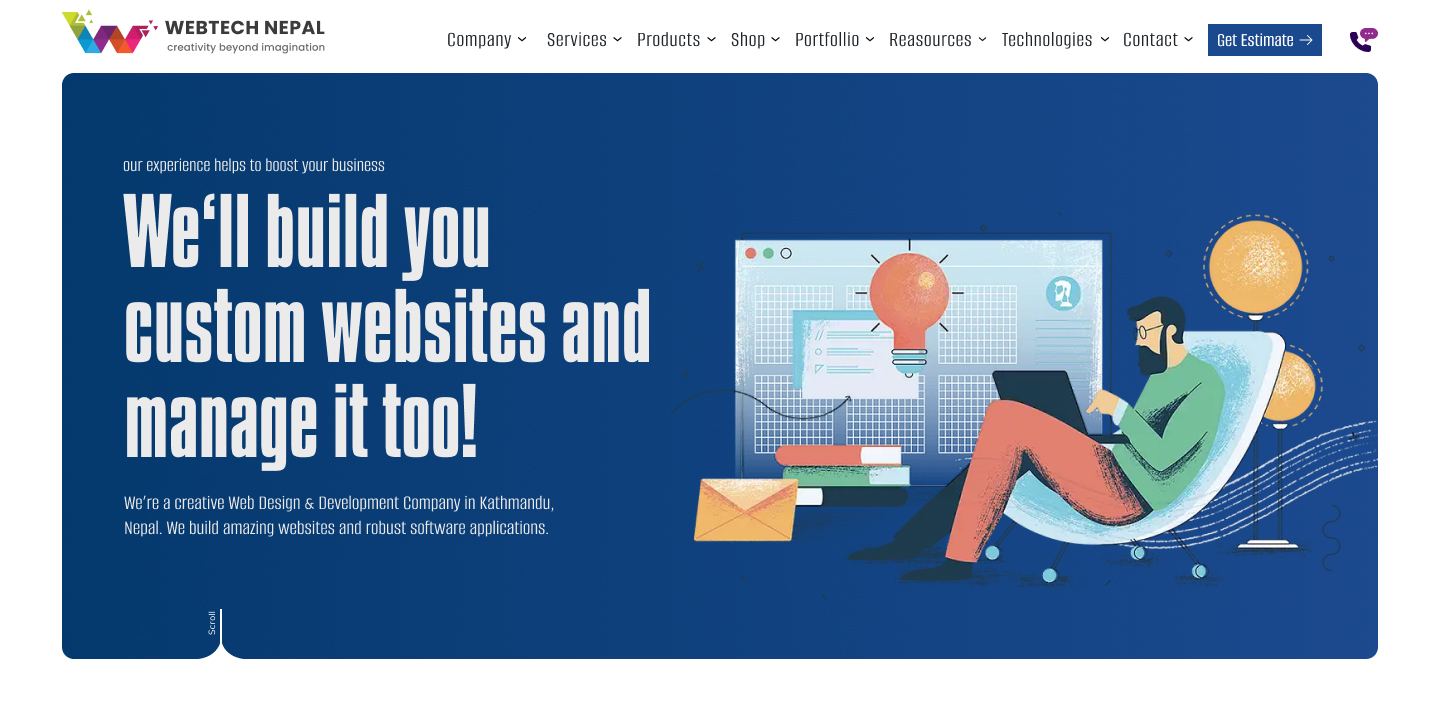 WEBTECH NEPAL
creativity beyond imagination
Company Services Products Shop Portfollio Reasources Technologies Contact Get Estimate
our experience helps to boost your business
We‘ll build you
custom websites and
manage it too!
We’re a creative Web Design & Development Company in Kathmandu,
Nepal. We build amazing websites and robust software applications.
Scroll